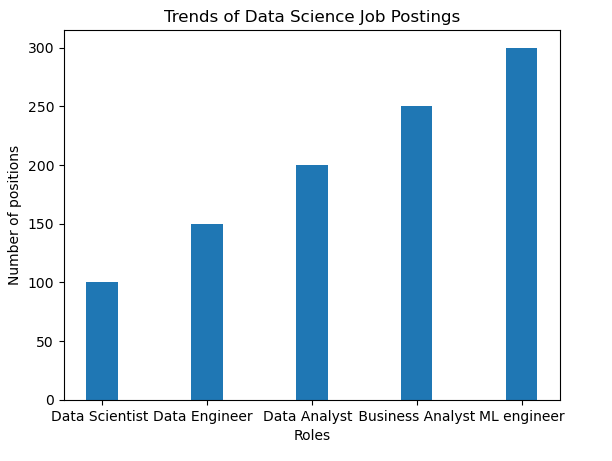 Trends of Data Science Job Postings
Number of positions
300
250
200
150
100
50
0
Data Scientist Data Engineer Data Analyst Business Analyst ML engineer
Roles